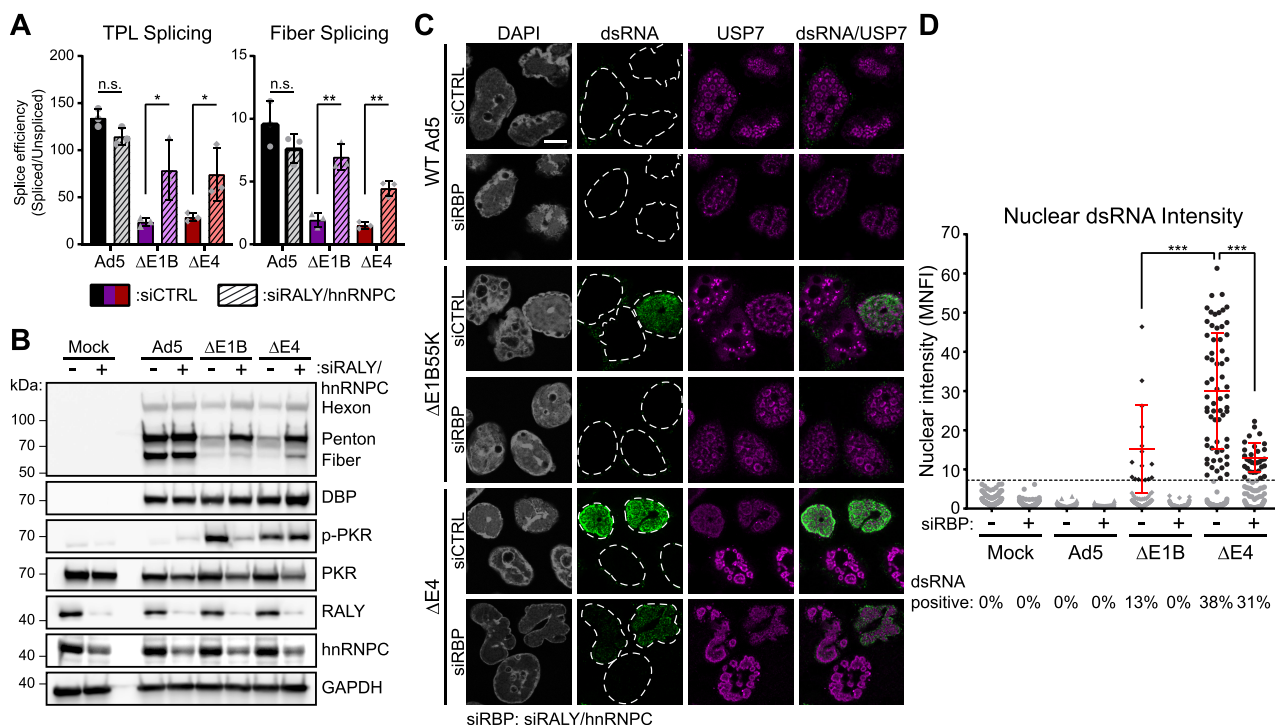 A
TPL Splicing
Fiber Splicing
Splice efficiency
(Spliced/Unspliced)
200
150
100
50
0
n.s.
*
*
15
10
5
0
n.s.
**
**
Ad5 ΔE1B ΔE4
Ad5 ΔE1B ΔE4
:siCTRL
:siRALY/hnRNPC
B
Mock Ad5 ΔE1B ΔE4
- + - + - + - + :siRALY/
hnRNPC
kDa:
100
70
50
Hexon
Penton
Fiber
70 DBP
70 p-PKR
70 PKR
40 RALY
40 hnRNPC
40 GAPDH
C
DAPI dsRNA USP7 dsRNA/USP7
WT Ad5
siCTRL
siRBP
ΔE1B55K
siCTRL
siRBP
ΔE4
siCTRL
siRBP
siRBP: siRALY/hnRNPC
D
Nuclear dsRNA Intensity
Nuclear intensity (MNFI)
70
60
50
40
30
20
10
0
*** ***
siRBP: - + - + - + - +
Mock Ad5 ΔE1B ΔE4
dsRNA
positive: 0% 0% 0% 0% 13% 0% 38% 31%